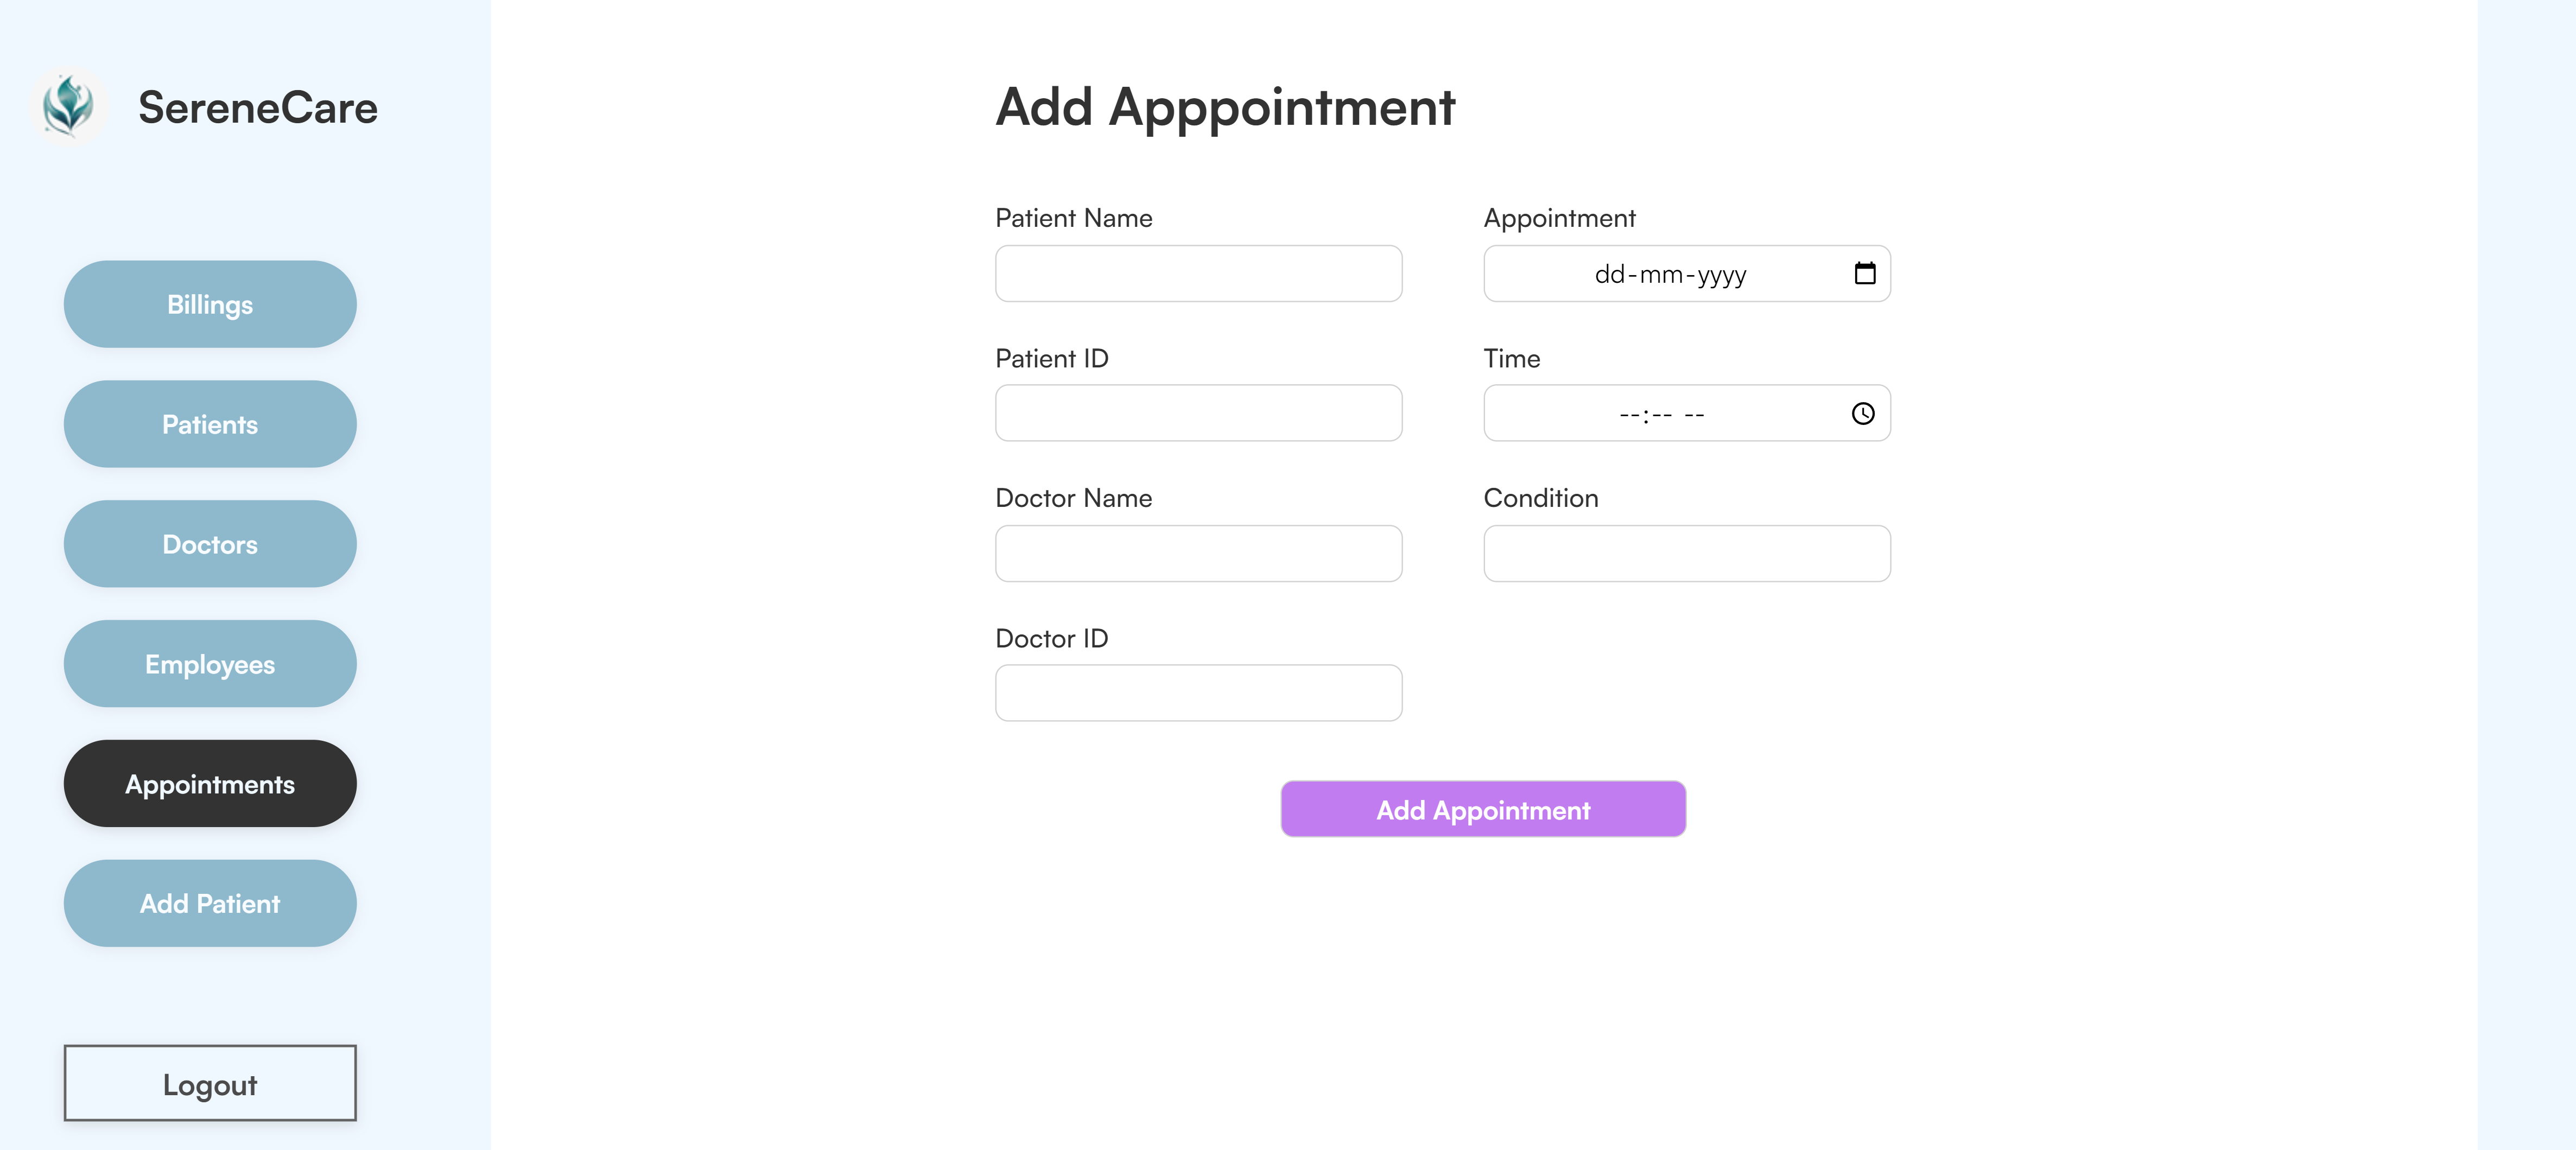 SereneCare
Billings
Patients
Doctors
Employees
Appointments
Add Patient
Logout
Add Apppointment
Patient Name
Appointment
dd-mm-yyyy
Patient ID
Time
--:-- --
Doctor Name
Condition
Doctor ID
Add Appointment